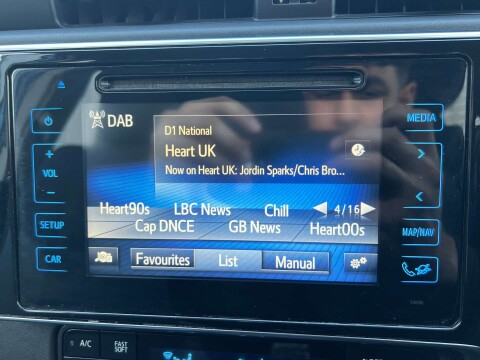 DAB
D1 National
Heart UK
Now on Heart UK: Jordin Sparks/Chris Bro...
Heart90s LBC News Chill 4/16
Cap DNCE GB News Heart00s
Favourites List Manual
+
VOL
-
SETUP
CAR
MEDIA
>
<
MAP/NAV
A/C
FAST
SOFT